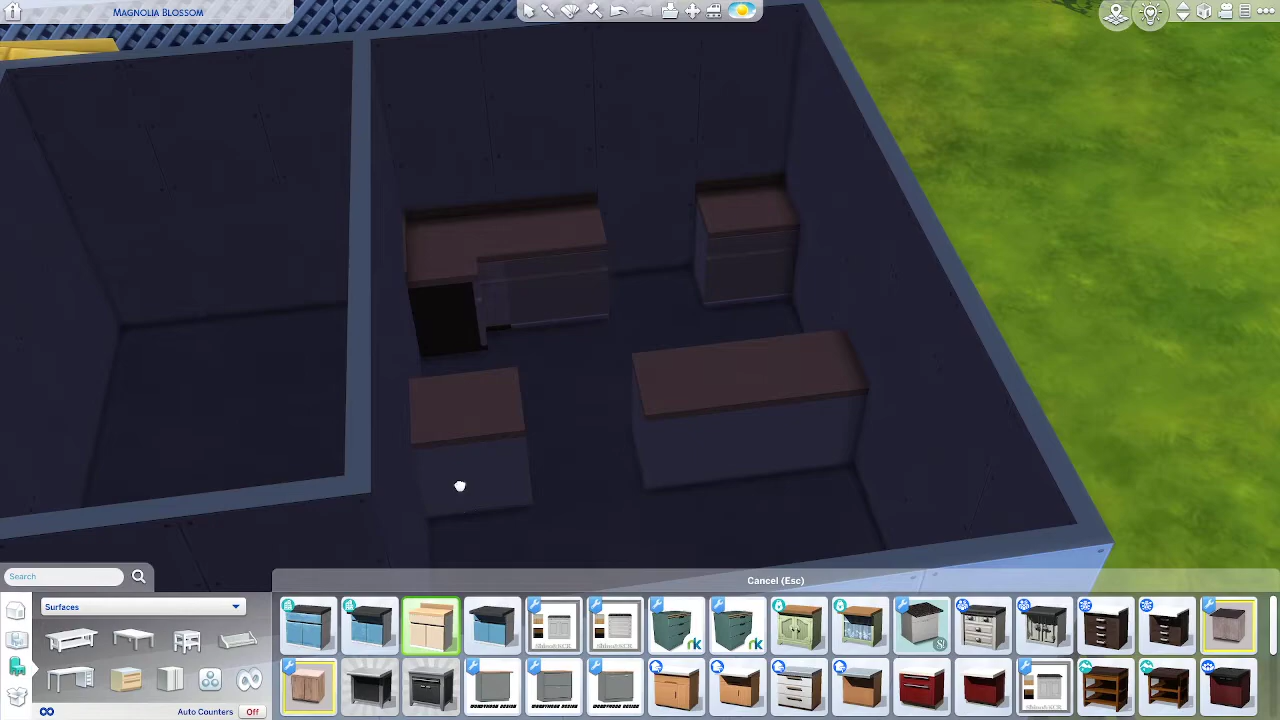 Magnolia Blossom
Cancel (Esc)
Search
Surfaces
Auto Counters Off